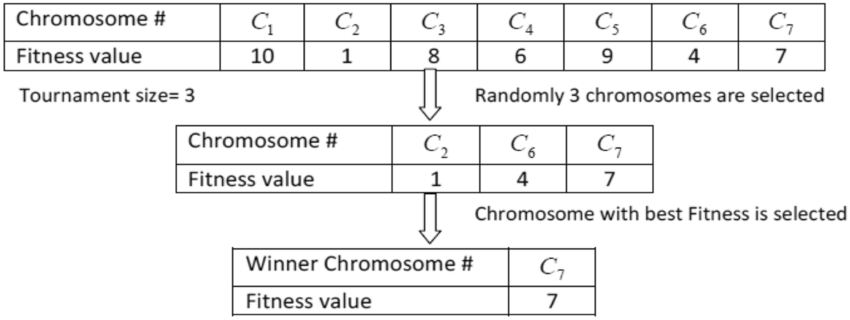 Chromosome # C1 C2 C3 C4 C5 C6 C7
Fitness value 10 1 8 6 9 4 7
Tournament size= 3 Randomly 3 chromosomes are selected
Chromosome # C2 C6 C7
Fitness value 1 4 7
Chromosome with best Fitness is selected
Winner Chromosome # C7
Fitness value 7